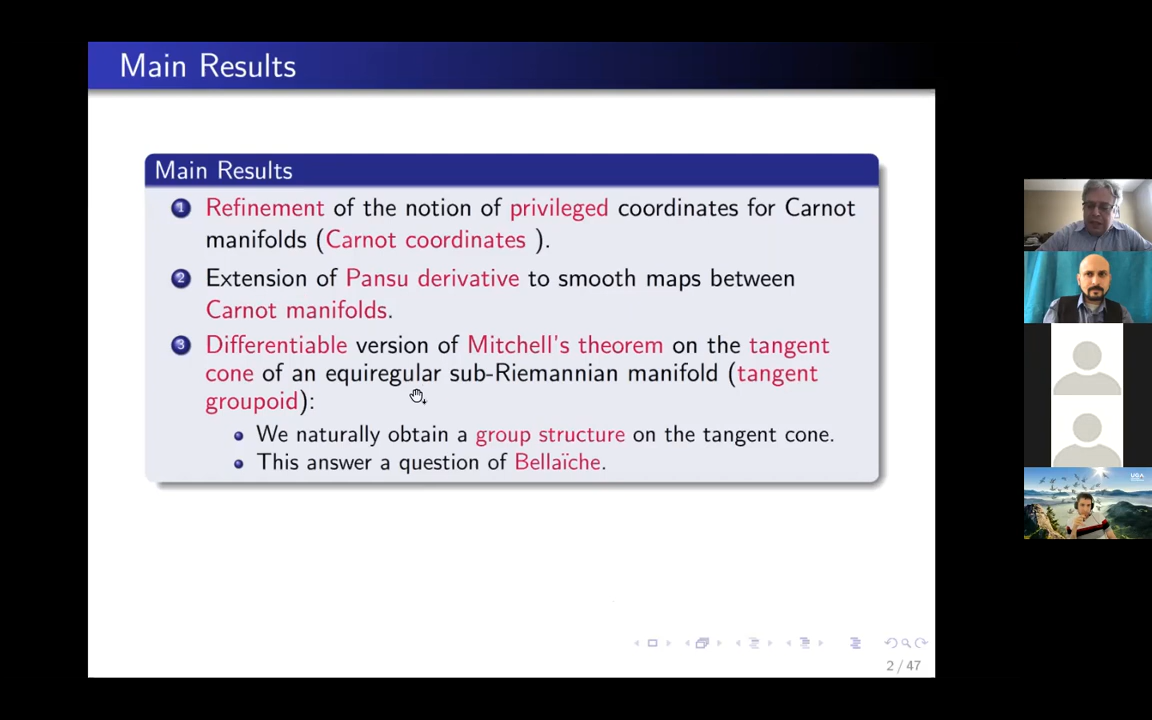 Main Results
Main Results
1 Refinement of the notion of privileged coordinates for Carnot
manifolds (Carnot coordinates ).
2 Extension of Pansu derivative to smooth maps between
Carnot manifolds.
3 Differentiable version of Mitchell's theorem on the tangent
cone of an equiregular sub-Riemannian manifold (tangent
groupoid):
We naturally obtain a group structure on the tangent cone.
This answer a question of Bellaïche.
2 / 47
UGA